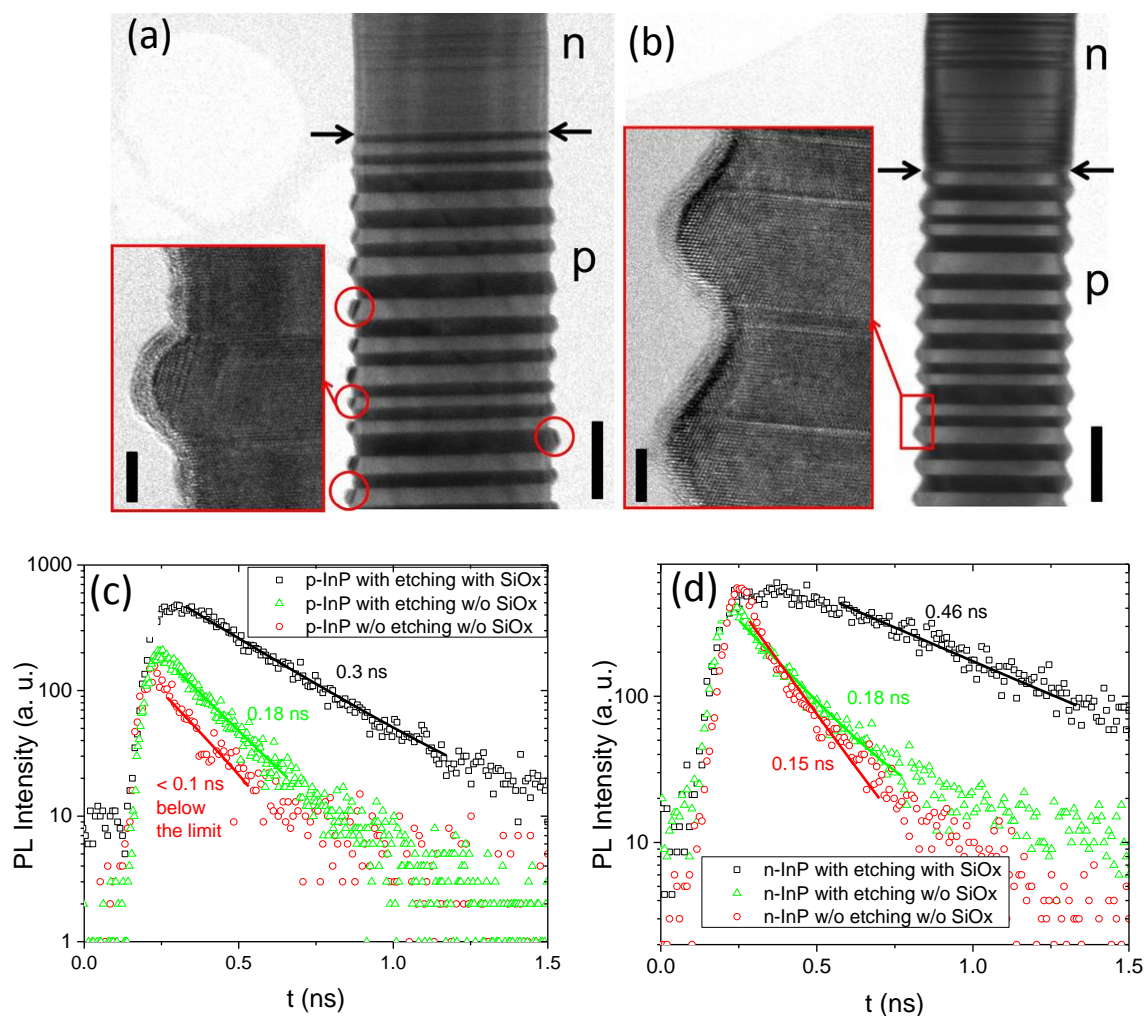 (a)
n
p
(b)
n
p
(c)
1000
100
10
1
PL Intensity (a. u.)
p-InP with etching with SiOx
p-InP with etching w/o SiOx
p-InP w/o etching w/o SiOx
0.3 ns
0.18 ns
< 0.1 ns
below
the limit
0.0
0.5
1.0
1.5
t (ns)
(d)
100
10
PL Intensity (a. u.)
0.46 ns
0.18 ns
0.15 ns
n-InP with etching with SiOx
n-InP with etching w/o SiOx
n-InP w/o etching w/o SiOx
0.0
0.5
1.0
1.5
t (ns)